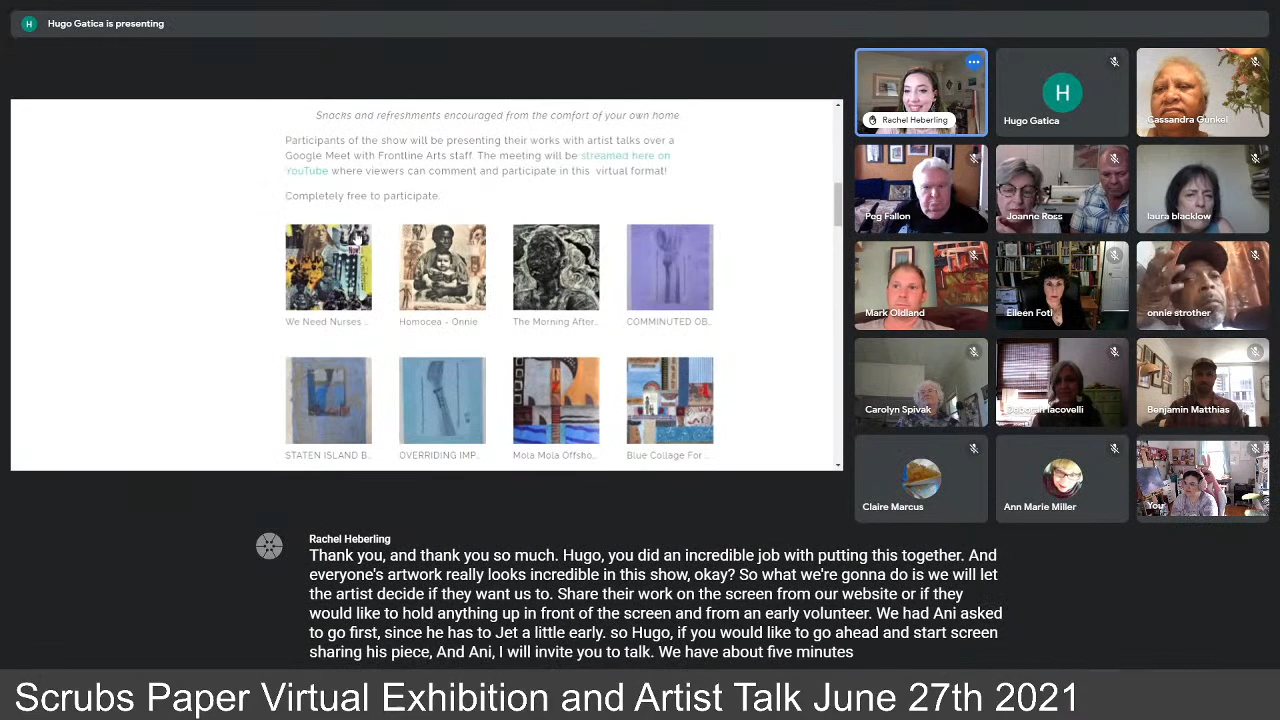 H Hugo Gatica is presenting
Snacks and refreshments encouraged from the comfort of your own home
Participants of the show will be presenting their works with artist talks over a
Google Meet with Frontline Arts staff. The meeting will be streamed here on
YouTube where viewers can comment and participate in this virtual format!
Completely free to participate.
We Need Nurses ...
Homocea - Onnie
The Morning After...
COMMINUTED OB...
STATEN ISLAND B...
OVERRIDING IMP...
Mola Mola Offsho...
Blue Collage For ...
Rachel Heberling
H
Hugo Gatica
Cassandra Gunkel
Peg Fallon
Joanne Ross
laura blacklow
Mark Oldland
Eileen Foti
onnie strother
Carolyn Spivak
Deborah Iacovelli
Benjamin Matthias
Claire Marcus
Ann Marie Miller
You
Rachel Heberling
Thank you, and thank you so much. Hugo, you did an incredible job with putting this together. And
everyone's artwork really looks incredible in this show, okay? So what we're gonna do is we will let
the artist decide if they want us to. Share their work on the screen from our website or if they
would like to hold anything up in front of the screen and from an early volunteer. We had Ani asked
to go first, since he has to Jet a little early. so Hugo, if you would like to go ahead and start screen
sharing his piece, And Ani, I will invite you to talk. We have about five minutes
Scrubs Paper Virtual Exhibition and Artist Talk June 27th 2021